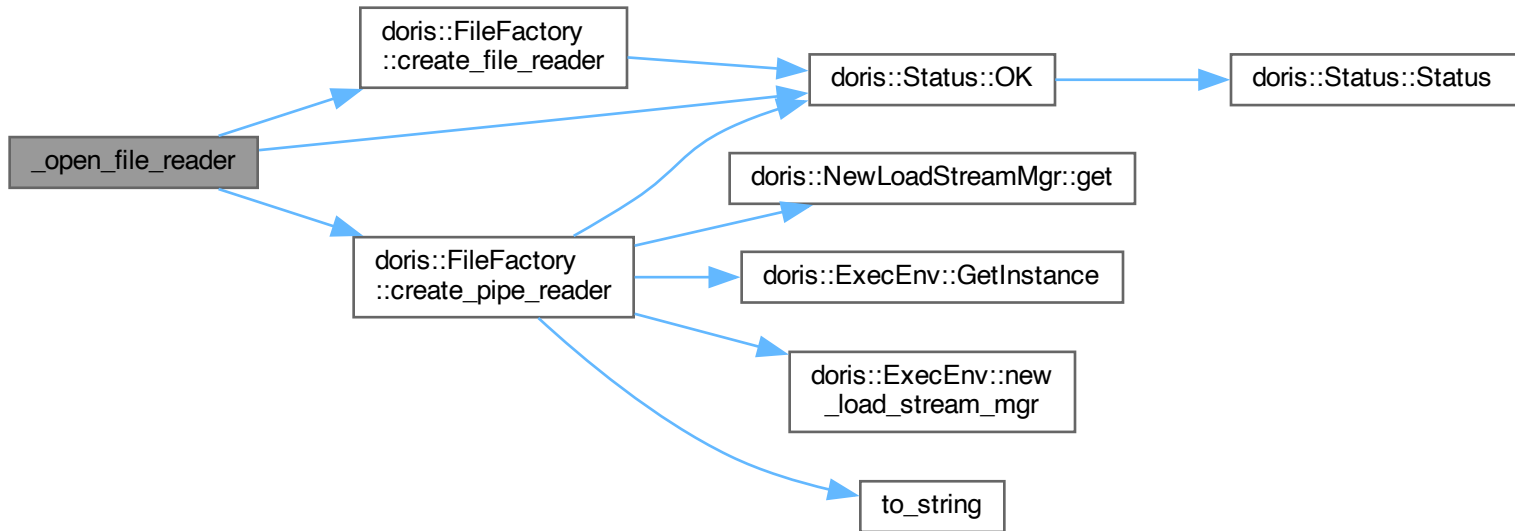 doris::FileFactory
::create_file_reader
doris::Status::OK
doris::Status::Status
_open_file_reader
doris::NewLoadStreamMgr::get
doris::FileFactory
::create_pipe_reader
doris::ExecEnv::GetInstance
doris::ExecEnv::new
_load_stream_mgr
to_string